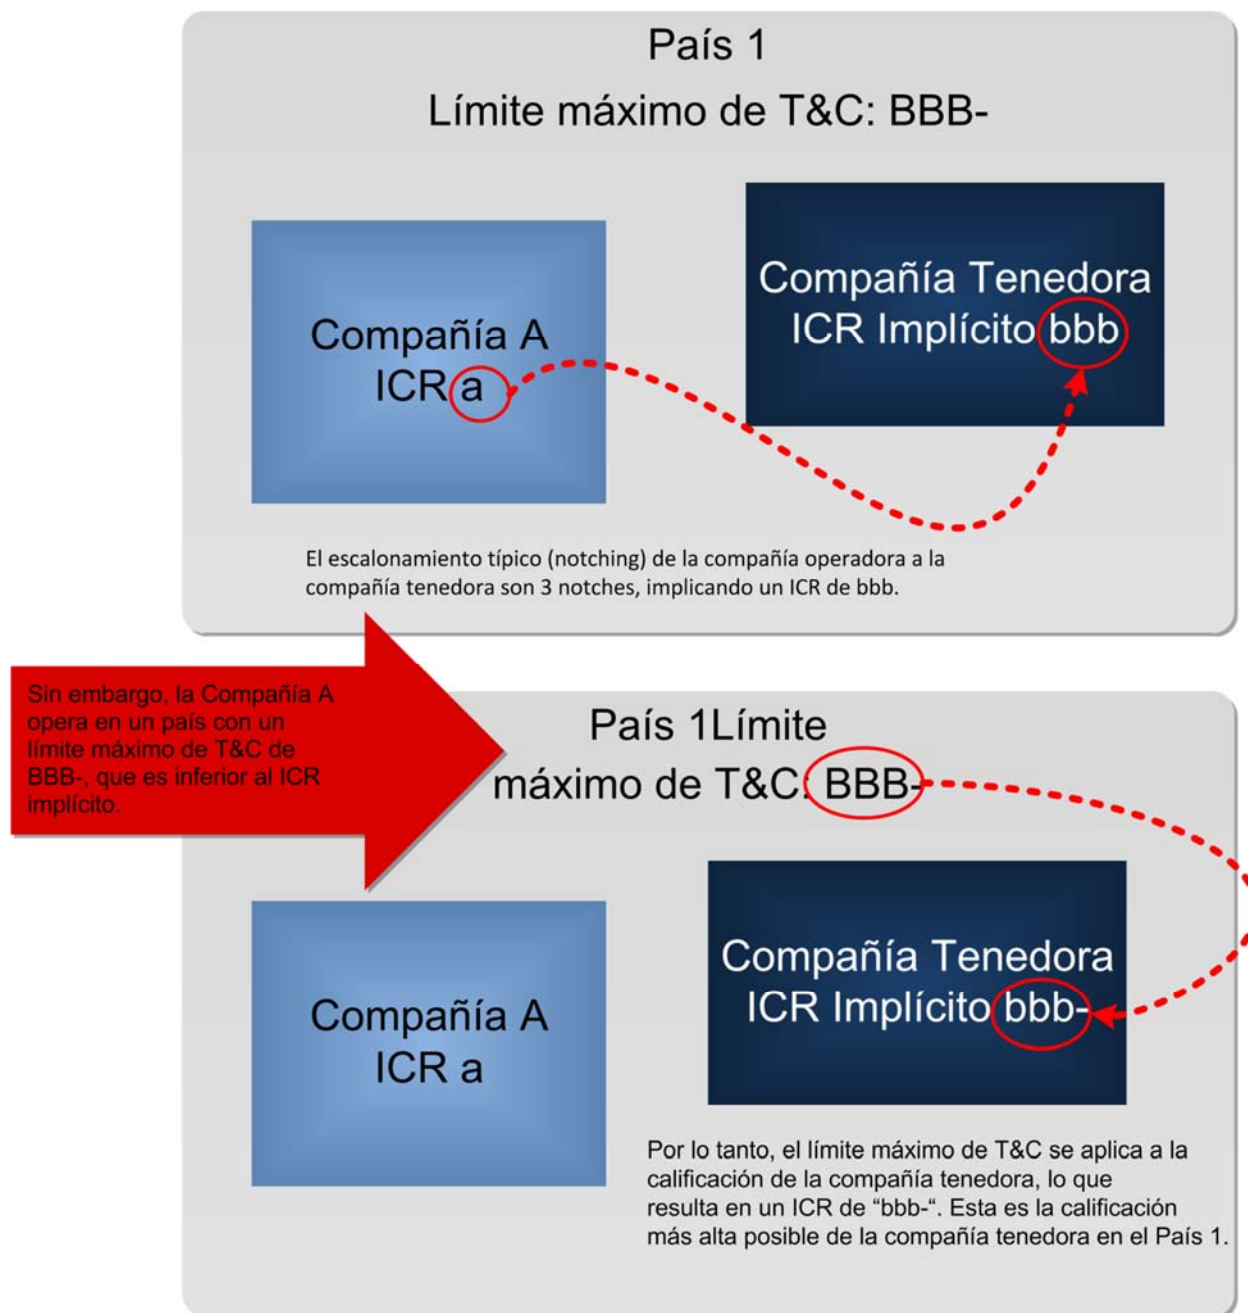 País 1
Límite máximo de T&C: BBB-
Compañía A
ICR a
Compañía Tenedora
ICR Implícito bbb
El escalonamiento típico (notching) de la compañía operadora a la
compañía tenedora son 3 notches, implicando un ICR de bbb.
Sin embargo, la Compañía A
opera en un país con un
límite máximo de T&C de
BBB-, que es inferior al ICR
implícito.
País 1Límite
máximo de T&C: BBB-
Compañía A
ICR a
Compañía Tenedora
ICR Implícito bbb-
Por lo tanto, el límite máximo de T&C se aplica a la
calificación de la compañía tenedora, lo que
resulta en un ICR de “bbb-“. Esta es la calificación
más alta posible de la compañía tenedora en el País 1.